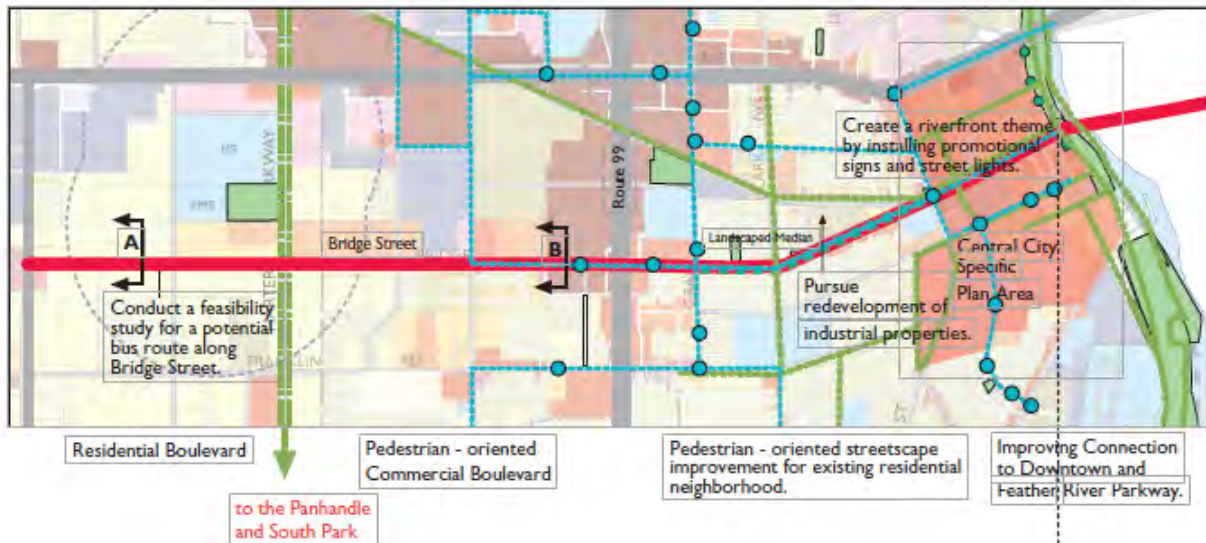 Create a riverfront theme
by installing promotional
signs and street lights.
HS
KWAY
Route 99
A
Bridge Street
B
Landscaped Median
Central City
Specific
Plan Area
Pursue
redevelopment of
industrial properties.
Conduct a feasibility
study for a potential
bus route along
Bridge Street.
FRANKLIN
RD
ST
Residential Boulevard
Pedestrian - oriented
Commercial Boulevard
Pedestrian - oriented streetscape
improvement for existing residential
neighborhood.
Improving Connection
to Downtown and
Feather River Parkway.
to the Panhandle
and South Park